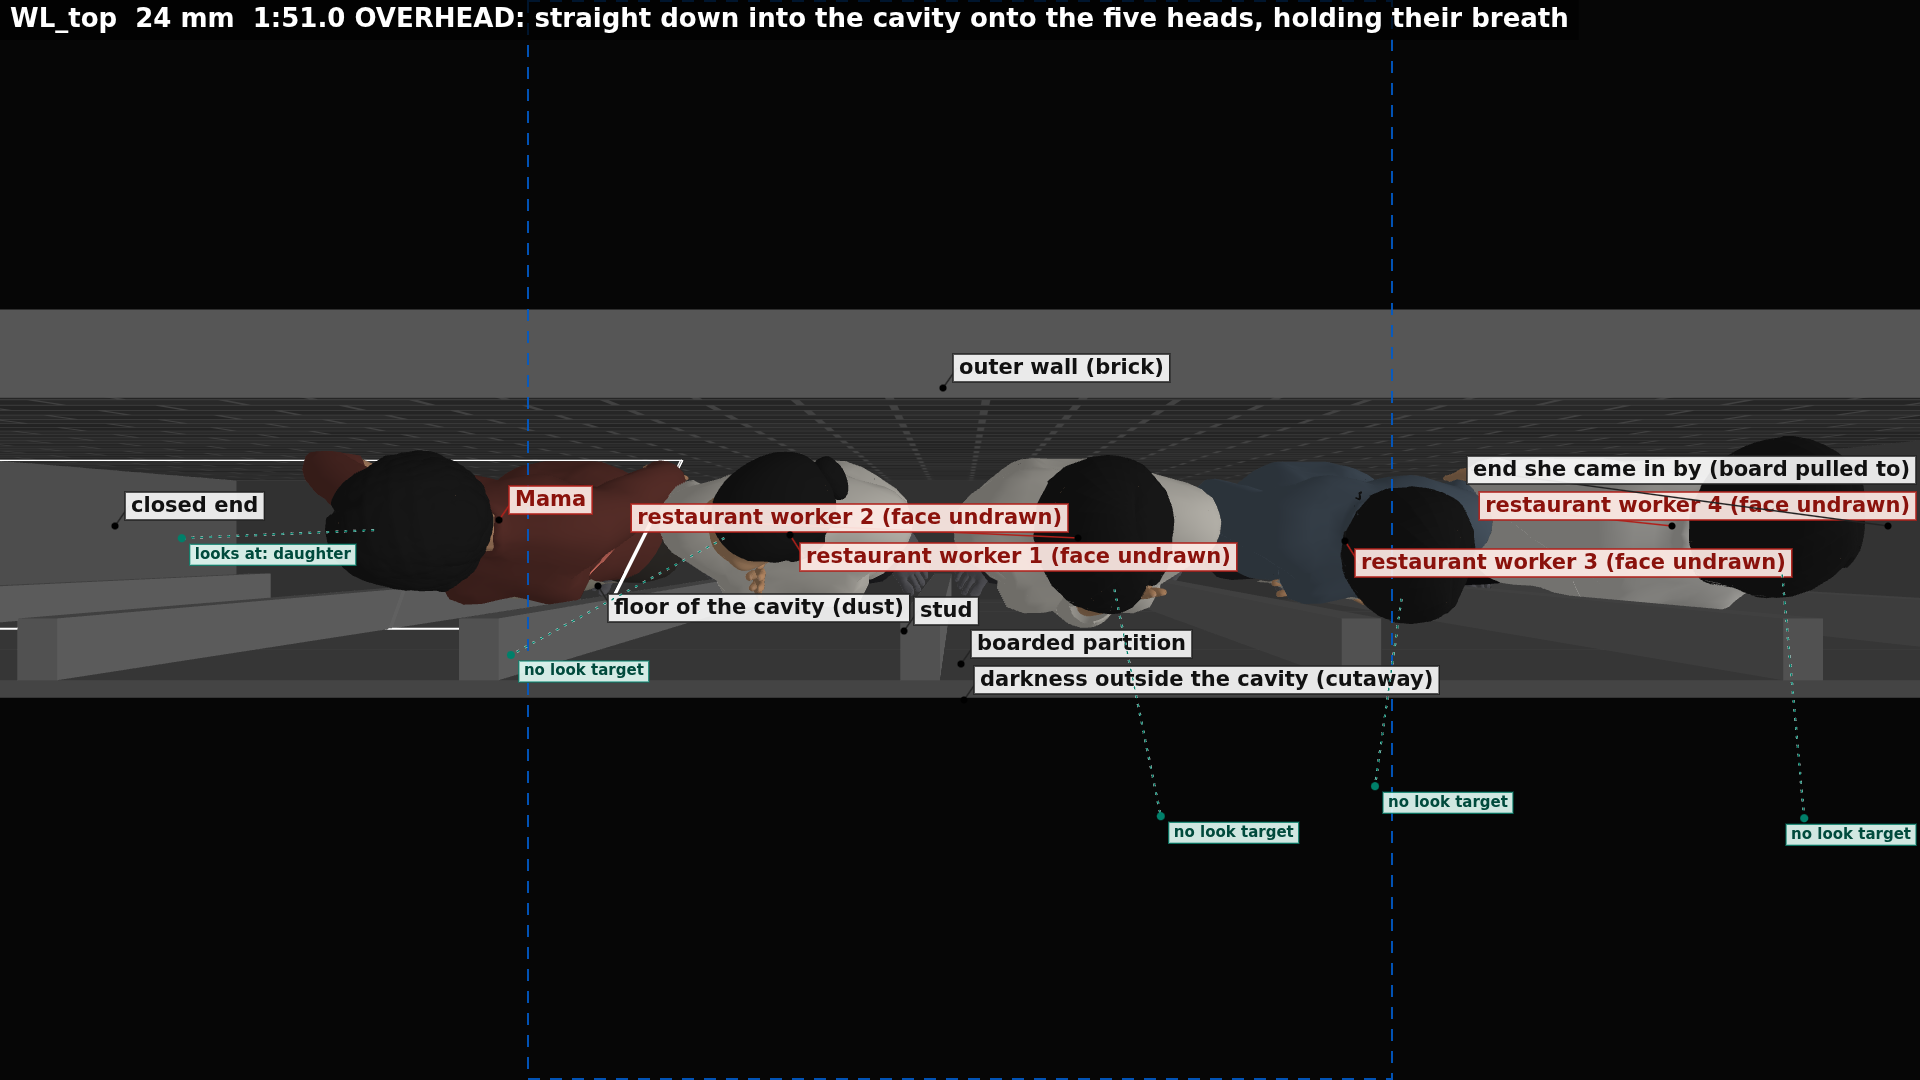 WL_top 24 mm 1:51.0 OVERHEAD: straight down into the cavity onto the five heads, holding their breath
outer wall (brick)
end she came in by (board pulled to)
closed end
Mama
restaurant worker 4 (face undrawn)
restaurant worker 2 (face undrawn)
looks at: daughter
restaurant worker 1 (face undrawn)
restaurant worker 3 (face undrawn)
floor of the cavity (dust)
stud
boarded partition
no look target
darkness outside the cavity (cutaway)
no look target
no look target
no look target